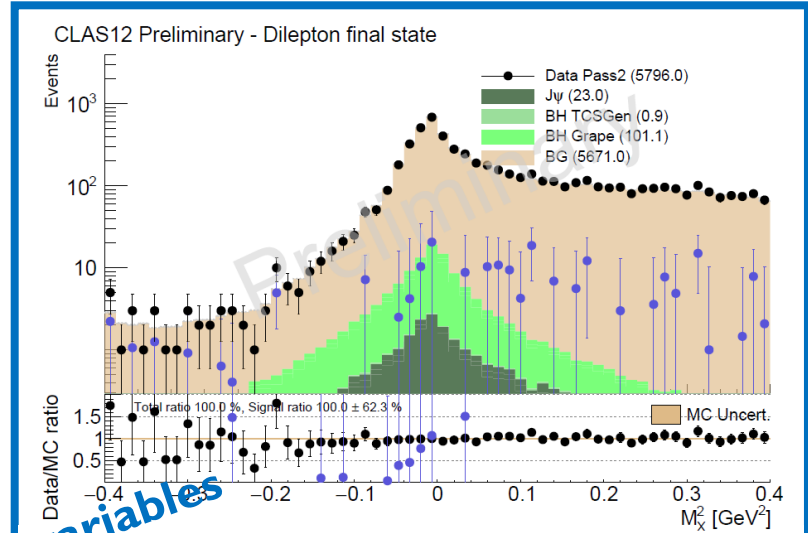 CLAS12 Preliminary - Dilepton final state
Events
Data Pass2 (5796.0)
Jψ (23.0)
BH TCSGen (0.9)
BH Grape (101.1)
BG (5671.0)
10³
10²
10
Preliminary
Total ratio 100.0 %, Signal ratio 100.0 ± 62.3 %
MC Uncert.
Data/MC ratio
1.5
1
0.5
−0.4 −0.3 −0.2 −0.1 0 0.1 0.2 0.3 0.4
M²ₓ [GeV²]
variables